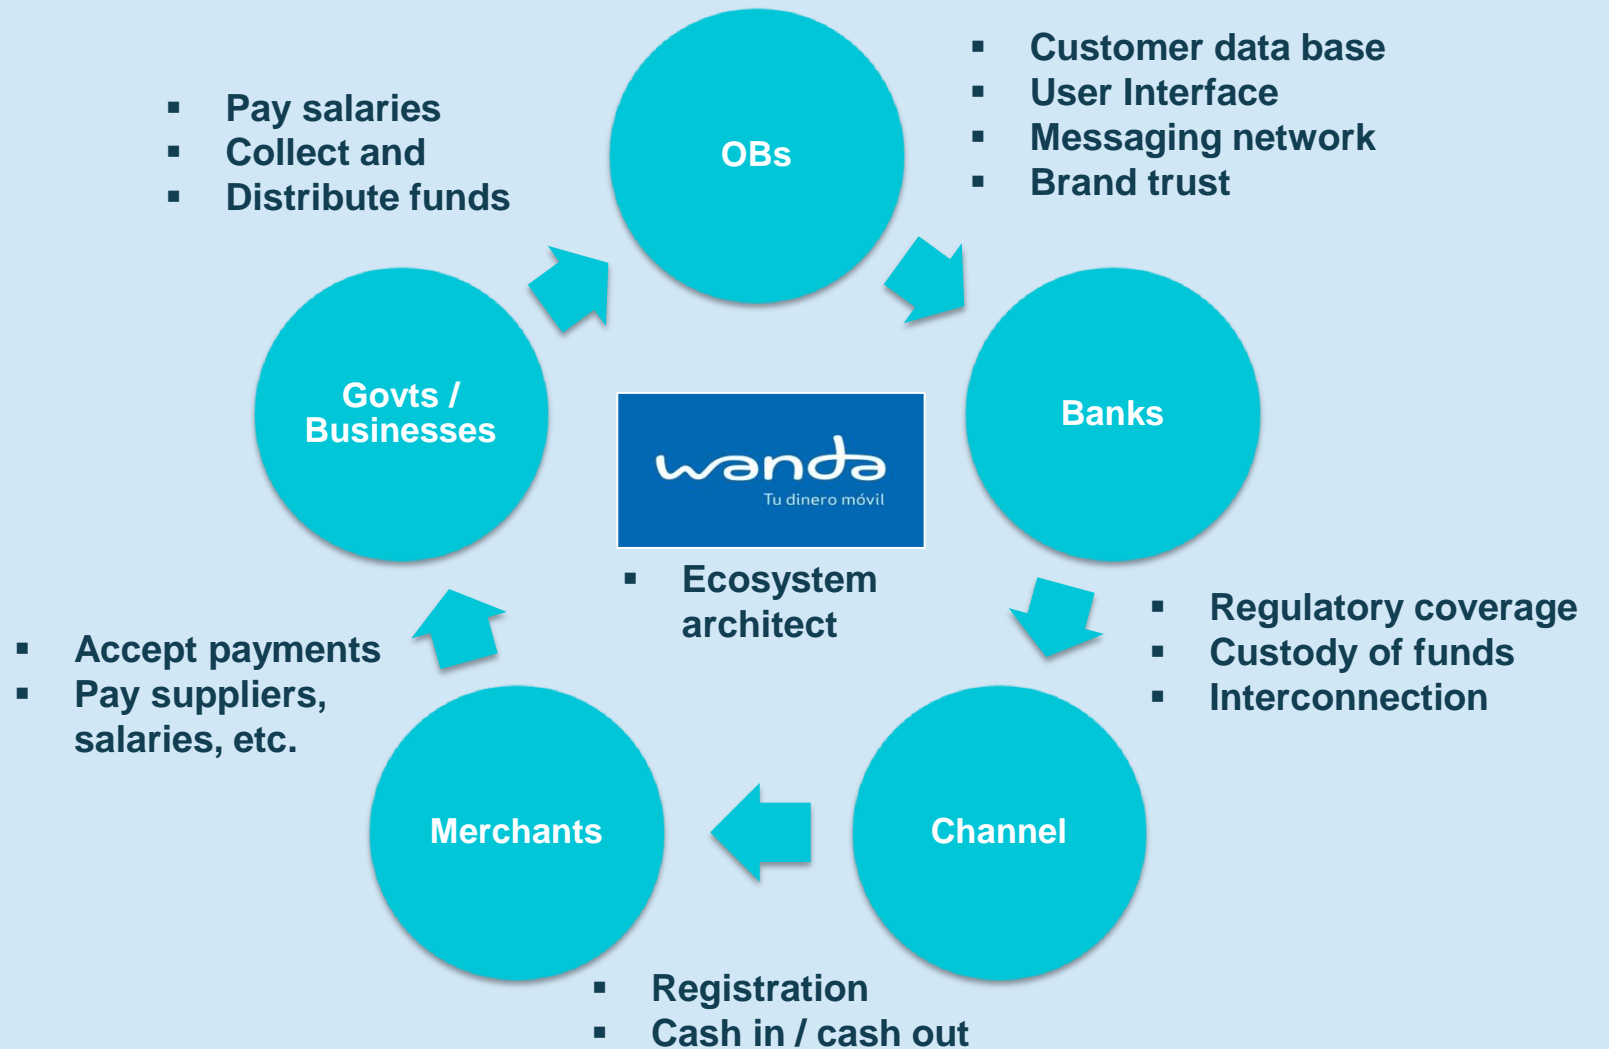 OBs
▪ Customer data base
▪ User Interface
▪ Messaging network
▪ Brand trust
Banks
▪ Regulatory coverage
▪ Custody of funds
▪ Interconnection
Channel
▪ Registration
▪ Cash in / cash out
Merchants
▪ Accept payments
▪ Pay suppliers,
salaries, etc.
Govts /
Businesses
▪ Pay salaries
▪ Collect and
▪ Distribute funds
wanda
Tu dinero móvil
▪ Ecosystem
architect